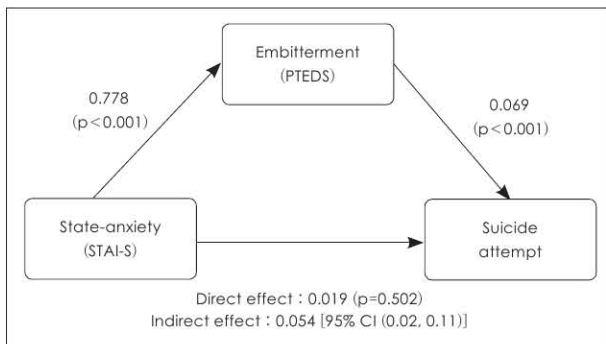 Embitterment
(PTEDS)
0.778
(p<0.001)
0.069
(p<0.001)
State-anxiety
(STAI-S)
Suicide
attempt
Direct effect : 0.019 (p=0.502)
Indirect effect : 0.054 [95% CI (0.02, 0.11)]